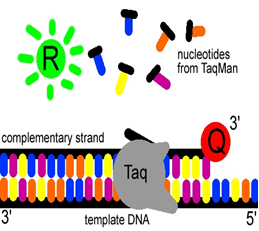 R
nucleotides
from TaqMan
complementary strand
Q
3'
Taq
3'
template DNA
5'